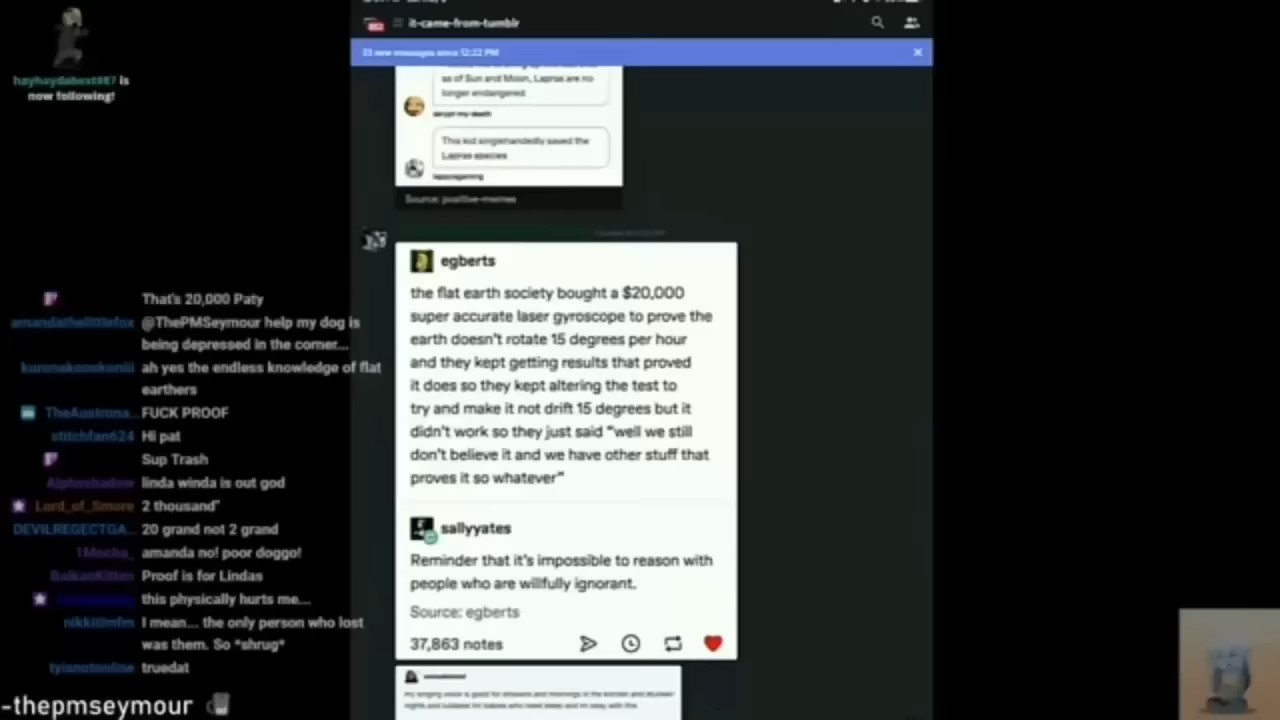 it-came-from-tumblr
33 new messages since 12:22 PM
hayhaydabest987 is
now following!
as of Sun and Moon, Lapras are no
longer endangered
This kid singlehandedly saved the
Lapras species
Source: positive-memes
egberts
the flat earth society bought a $20,000
super accurate laser gyroscope to prove the
earth doesn't rotate 15 degrees per hour
and they kept getting results that proved
it does so they kept altering the test to
try and make it not drift 15 degrees but it
didn't work so they just said "well we still
don't believe it and we have other stuff that
proves it so whatever"
sallyyates
Reminder that it's impossible to reason with
people who are willfully ignorant.
Source: egberts
37,863 notes
That's 20,000 Paty
amandathelittlefox @ThePMSeymour help my dog is
being depressed in the corner...
ah yes the endless knowledge of flat
earthers
TheAustrona... FUCK PROOF
stitchfan624 Hi pat
Sup Trash
Alphoshadow linda winda is out god
Lord_of_Smore 2 thousand"
DEVILREGECTGA... 20 grand not 2 grand
1Mocha_ amanda no! poor doggo!
BalkanKitten Proof is for Lindas
this physically hurts me...
nikkitimfm I mean... the only person who lost
was them. So *shrug*
tyisnotonline truedat
-thepmseymour